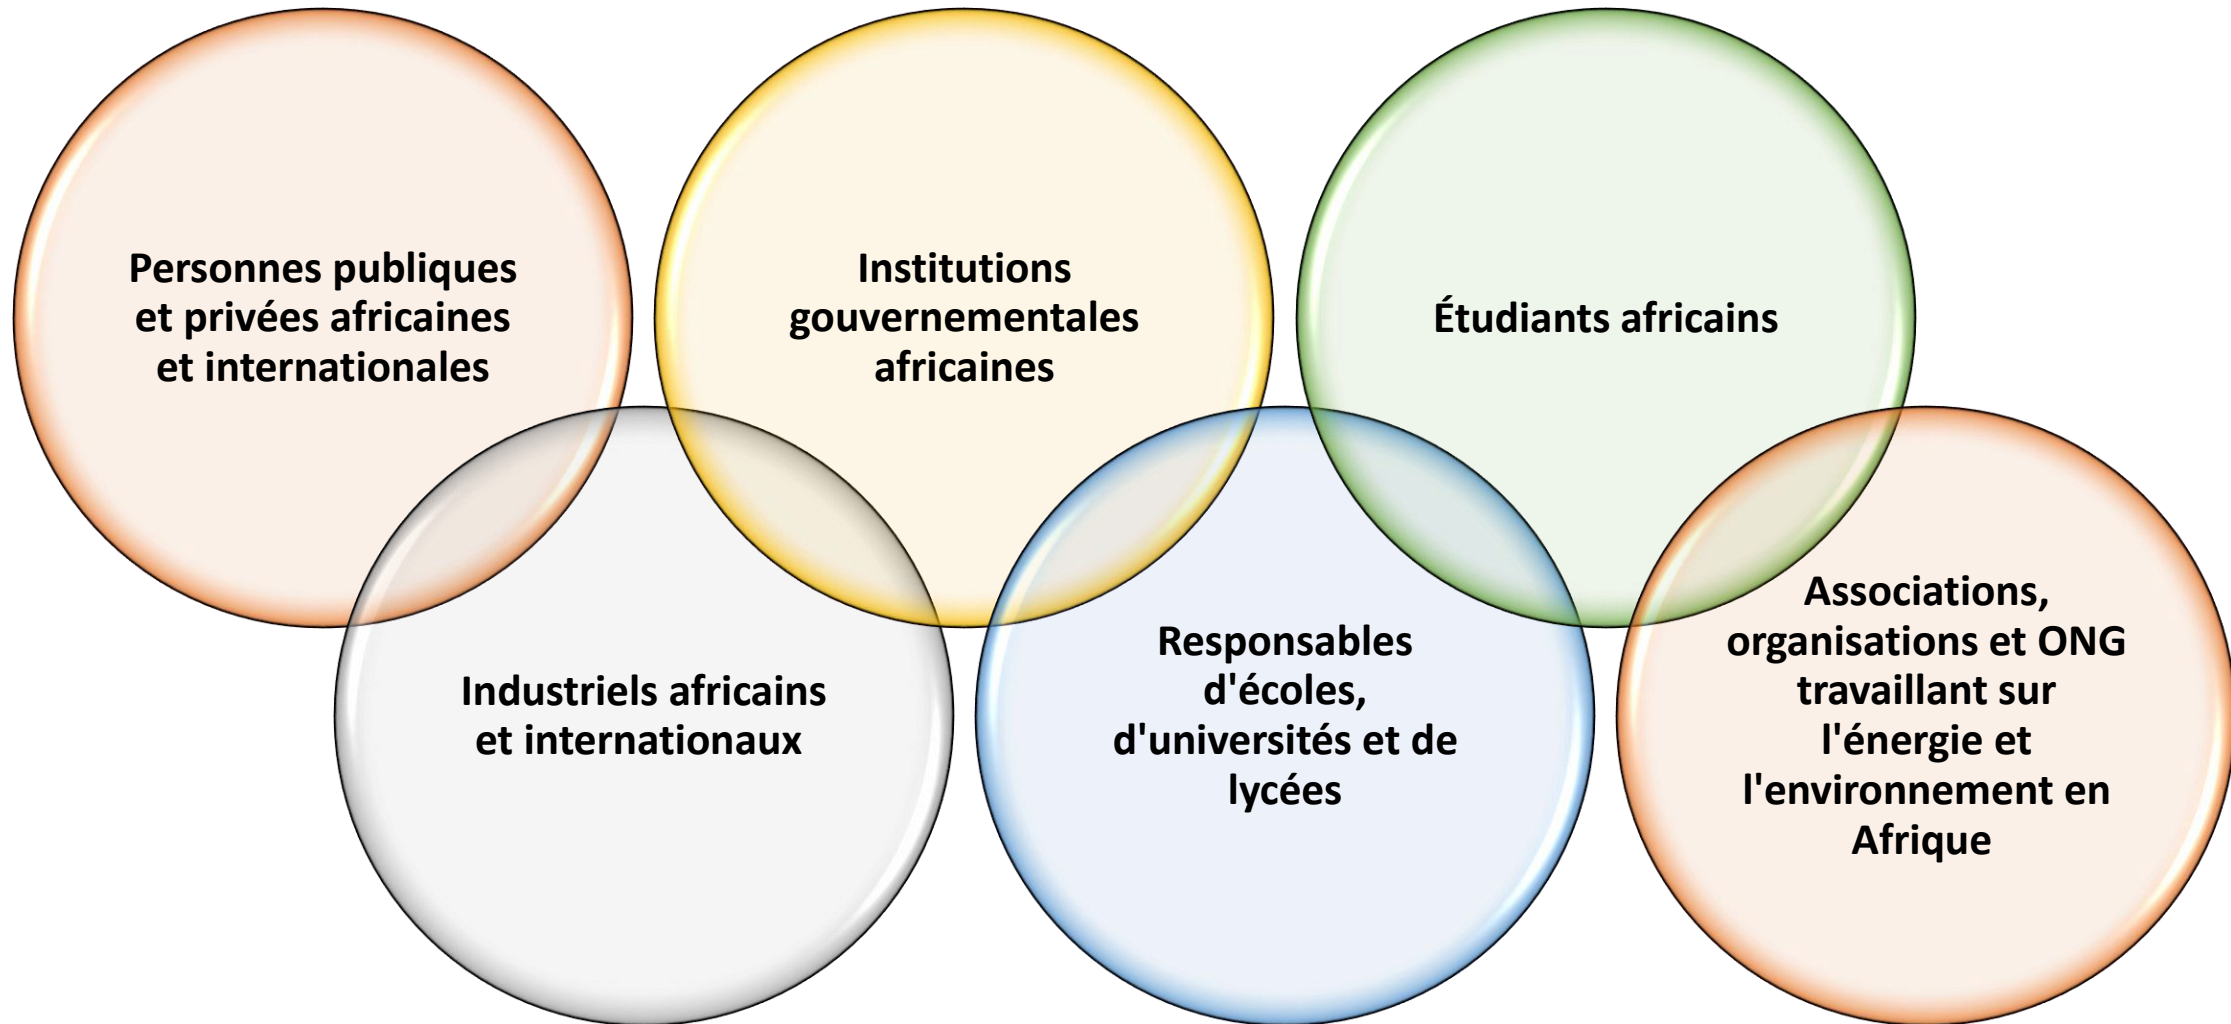 Personnes publiques
et privées africaines
et internationales
Industriels africains
et internationaux
Institutions
gouvernementales
africaines
Responsables
d'écoles,
d'universités et de
lycées
Étudiants africains
Associations,
organisations et ONG
travaillant sur
l'énergie et
l'environnement en
Afrique